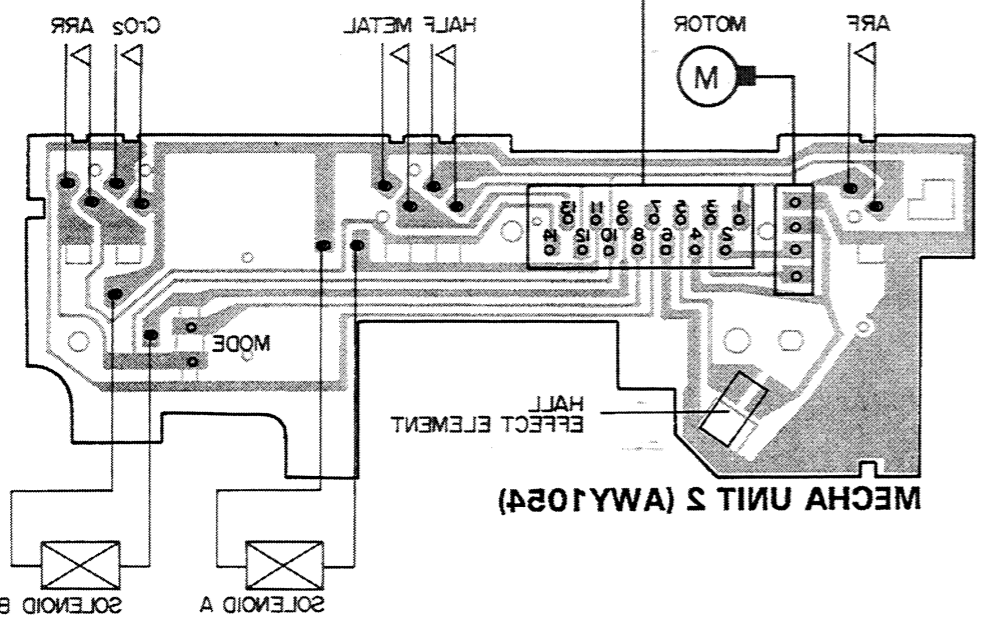 ARR
CrO2
METAL
HALF
MOTOR
ARF
M
13 11 9 7 5 3 1
14 12 10 8 6 4 2
MODE
HALL
EFFECT ELEMENT
MECHA UNIT 2 (AWY1054)
SOLENOID B
SOLENOID A